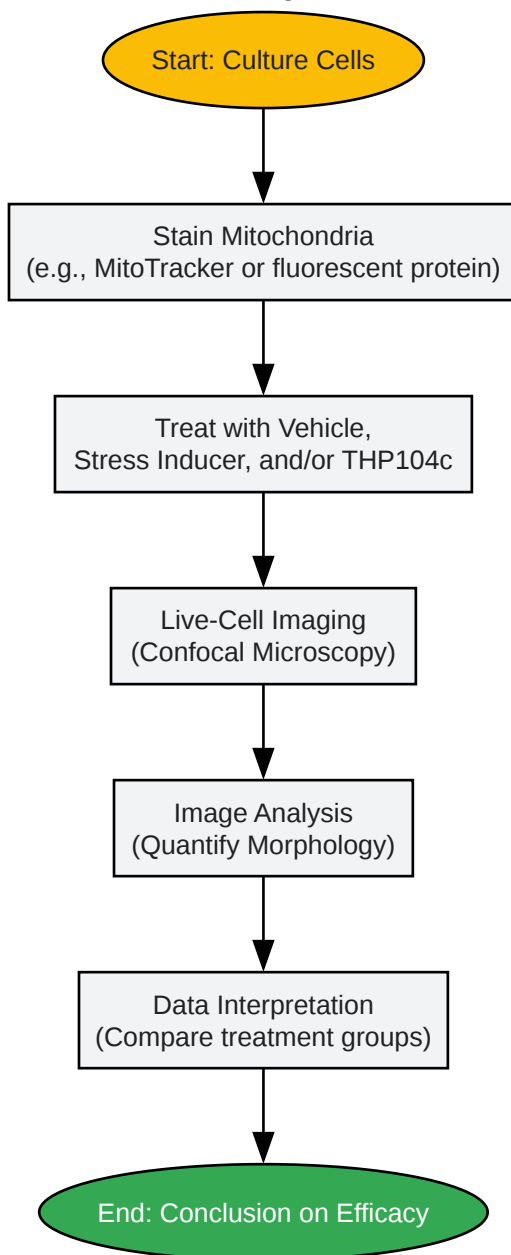 Start: Culture Cells
Stain Mitochondria
(e.g., MitoTracker or fluorescent protein)
Treat with Vehicle,
Stress Inducer, and/or THP104c
Live-Cell Imaging
(Confocal Microscopy)
Image Analysis
(Quantify Morphology)
Data Interpretation
(Compare treatment groups)
End: Conclusion on Efficacy